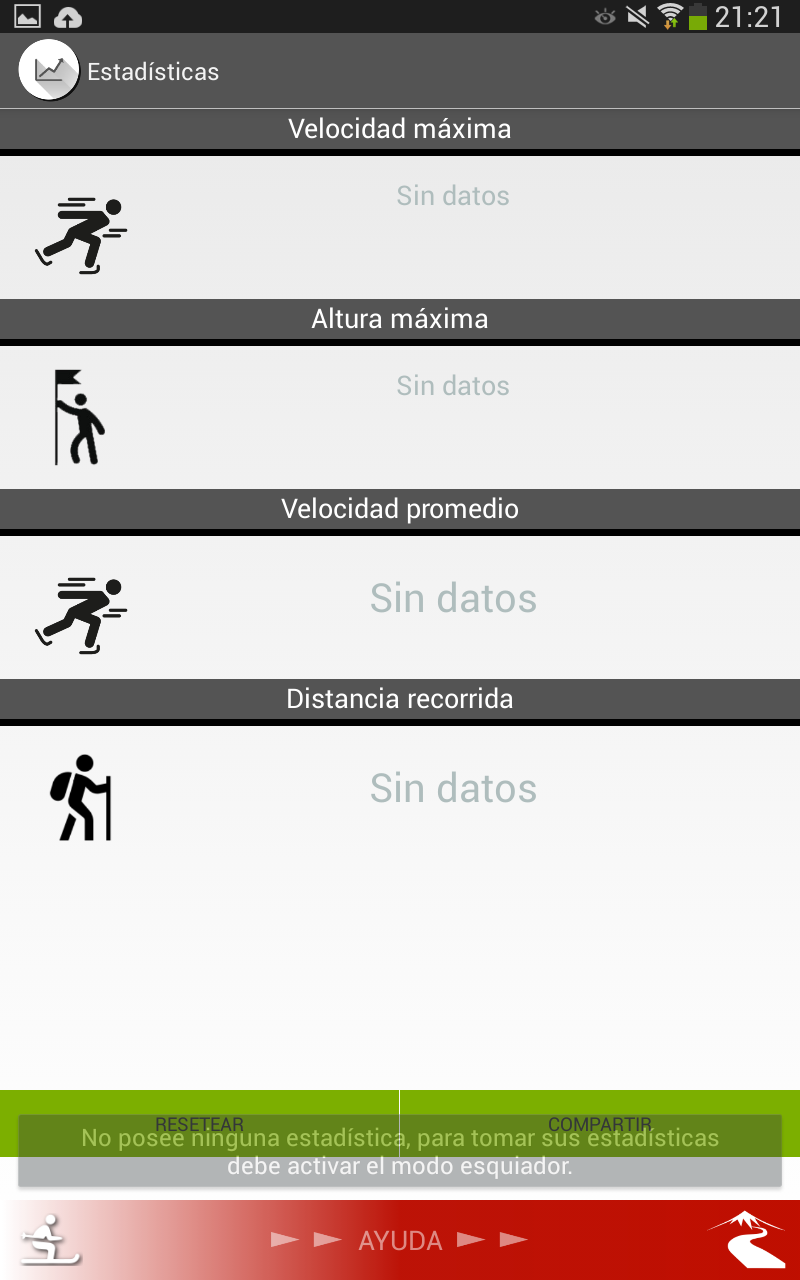 21:21
Estadísticas
Velocidad máxima
Sin datos
Altura máxima
Sin datos
Velocidad promedio
Sin datos
Distancia recorrida
Sin datos
RESETEAR COMPARTIR
No posee ninguna estadística, para tomar sus estadísticas
debe activar el modo esquiador.
AYUDA